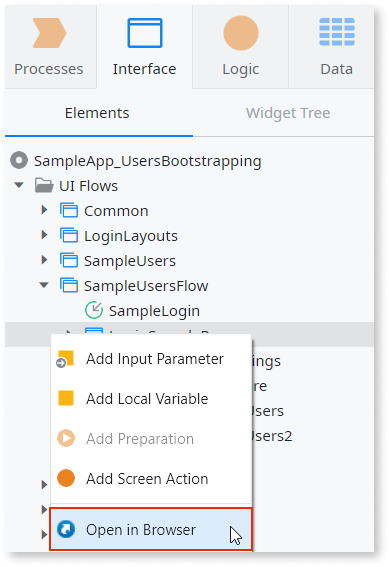 Processes Interface Logic Data
Elements Widget Tree
SampleApp_UsersBootstrapping
UI Flows
Common
LoginLayouts
SampleUsers
SampleUsersFlow
SampleLogin
Add Input Parameter
ings
Add Local Variable
re
Users
Add Preparation
Users2
Add Screen Action
Open in Browser